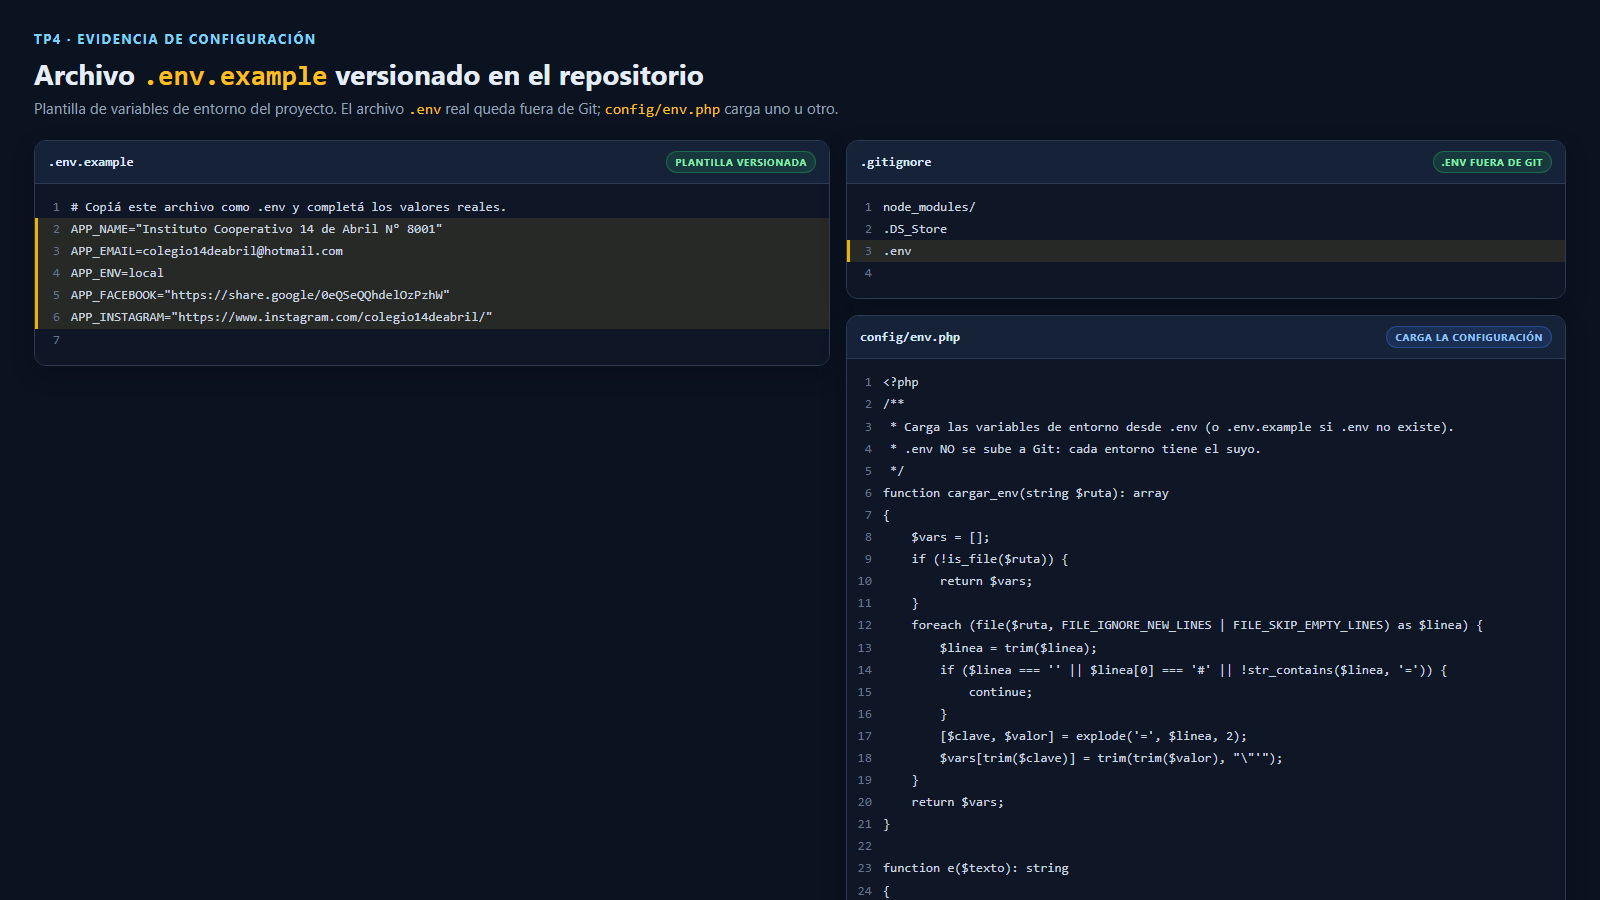 TP4 · EVIDENCIA DE CONFIGURACIÓN
Archivo .env.example versionado en el repositorio
Plantilla de variables de entorno del proyecto. El archivo .env real queda fuera de Git; config/env.php carga uno u otro.
.env.example
PLANTILLA VERSIONADA
1 # Copiá este archivo como .env y completá los valores reales.
2 APP_NAME="Instituto Cooperativo 14 de Abril Nº 8001"
3 APP_EMAIL=colegio14deabril@hotmail.com
4 APP_ENV=local
5 APP_FACEBOOK="https://share.google/0eQSeQQhdelOzPzhW"
6 APP_INSTAGRAM="https://www.instagram.com/colegio14deabril/"
7
.gitignore
.ENV FUERA DE GIT
1 node_modules/
2 .DS_Store
3 .env
4
config/env.php
CARGA LA CONFIGURACIÓN
1 <?php
2 /**
3  * Carga las variables de entorno desde .env (o .env.example si .env no existe).
4  * .env NO se sube a Git: cada entorno tiene el suyo.
5  */
6 function cargar_env(string $ruta): array
7 {
8     $vars = [];
9     if (!is_file($ruta)) {
10         return $vars;
11     }
12     foreach (file($ruta, FILE_IGNORE_NEW_LINES | FILE_SKIP_EMPTY_LINES) as $linea) {
13         $linea = trim($linea);
14         if ($linea === '' || $linea[0] === '#' || !str_contains($linea, '=')) {
15             continue;
16         }
17         [$clave, $valor] = explode('=', $linea, 2);
18         $vars[trim($clave)] = trim(trim($valor), "\"'");
19     }
20     return $vars;
21 }
22
23 function e($texto): string
24 {